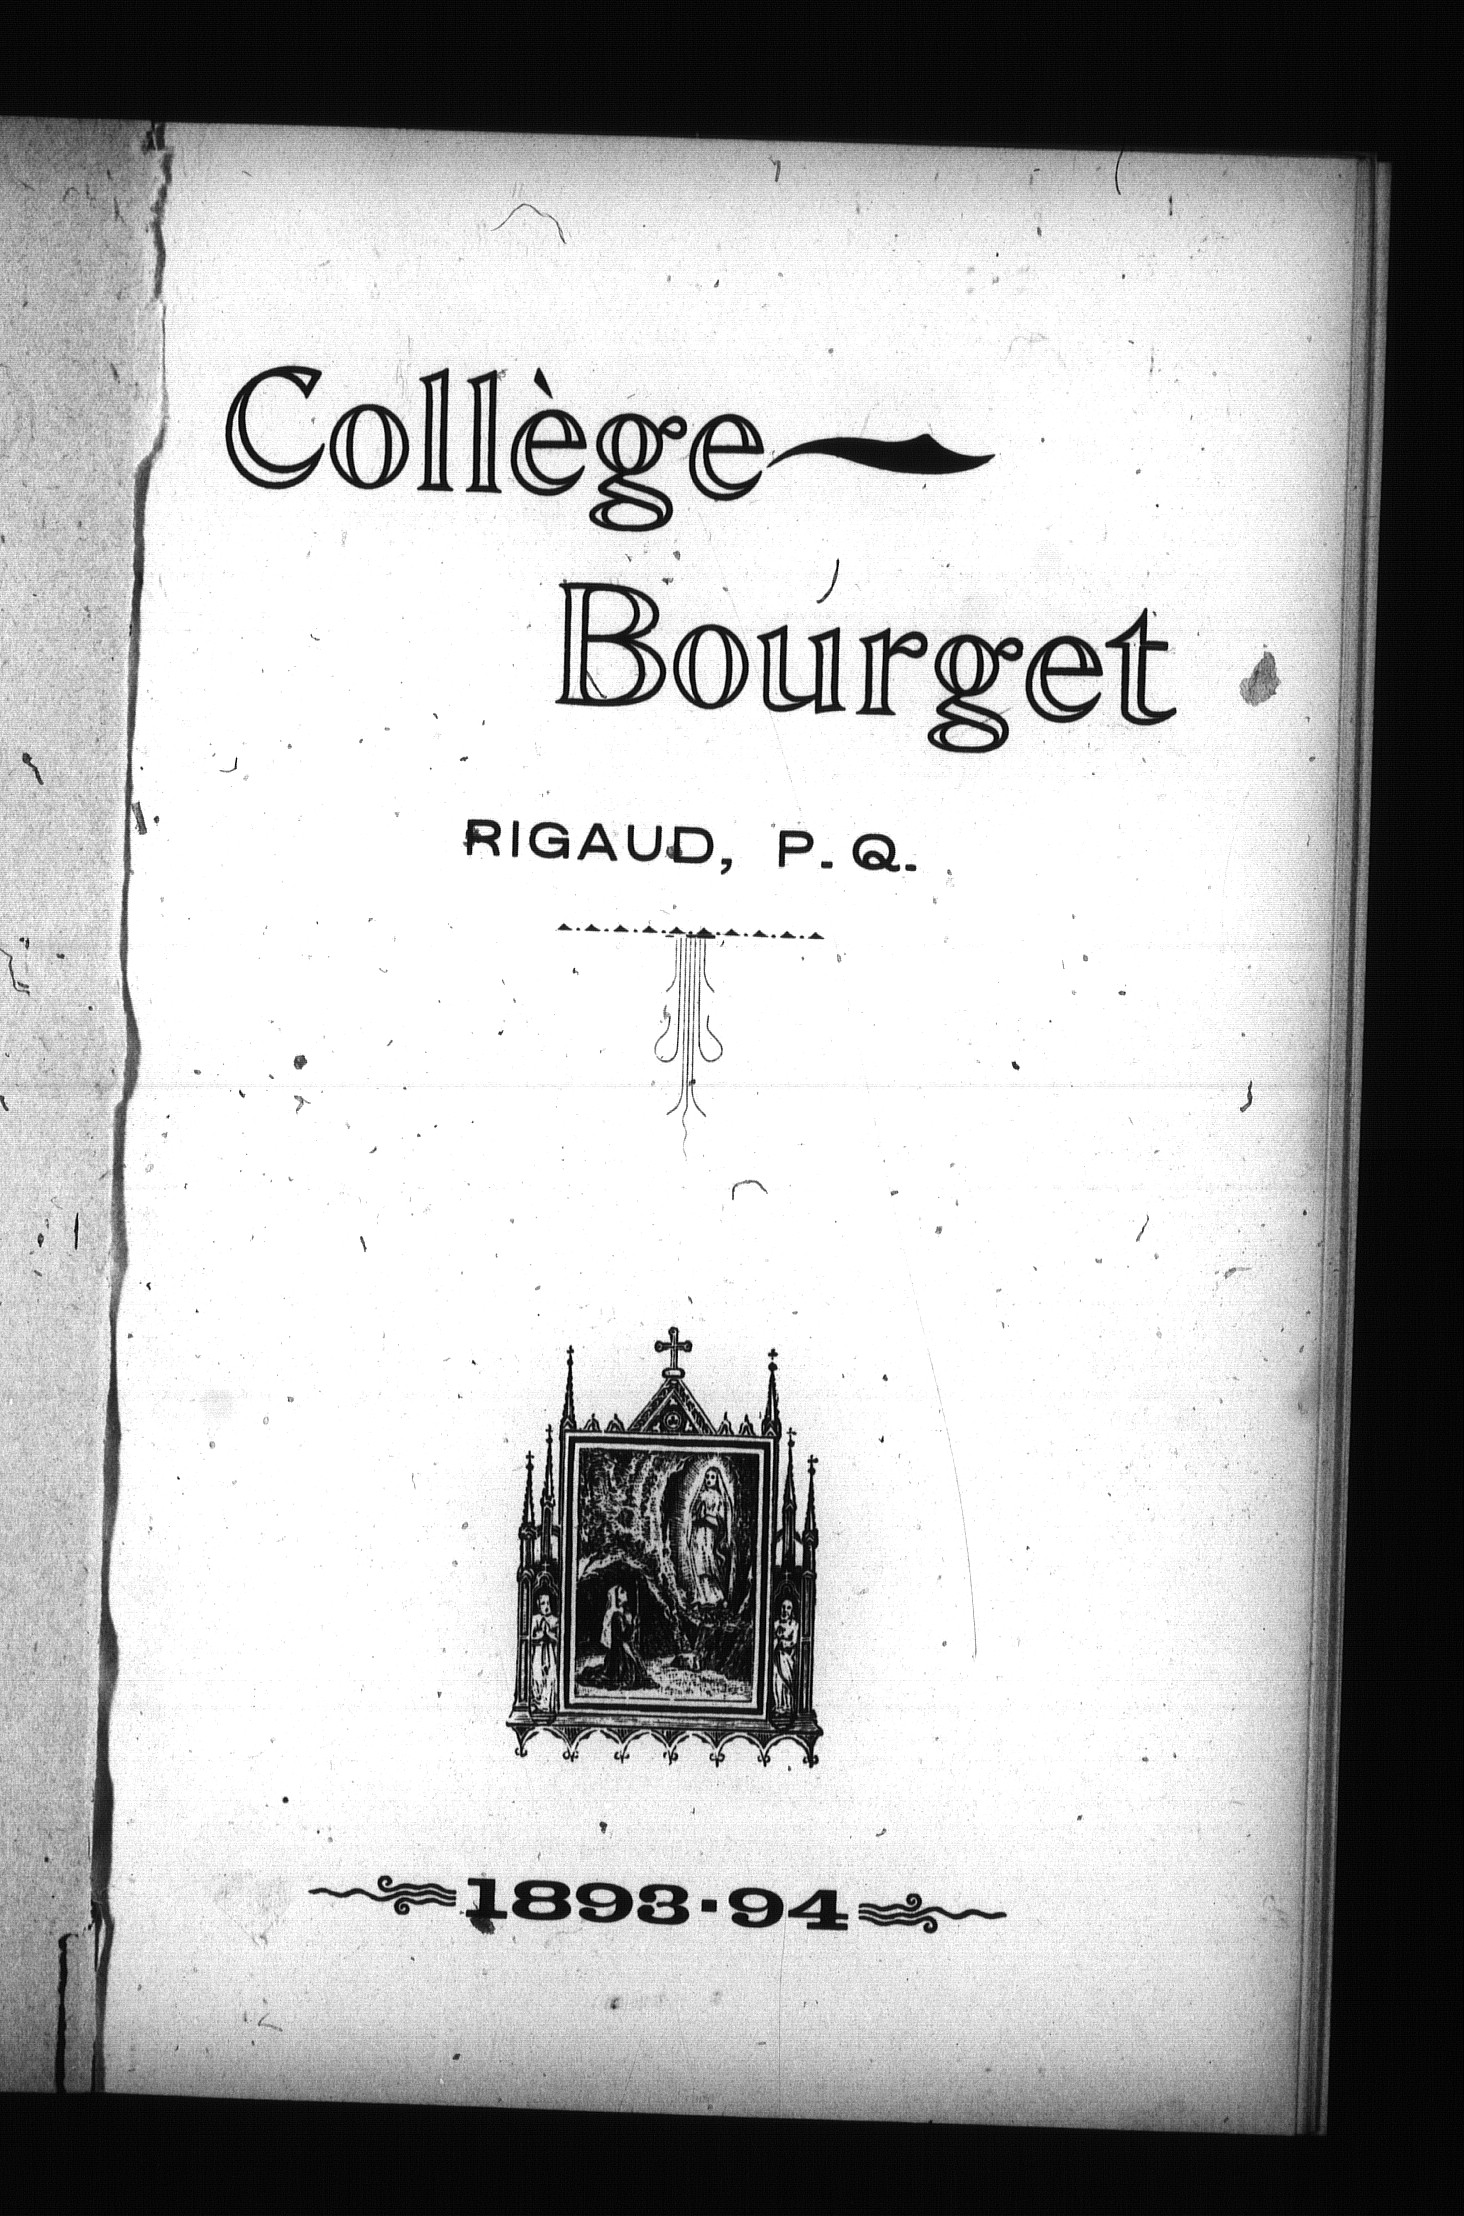 Collège
Bourget
RIGAUD, P. Q.
1893-94